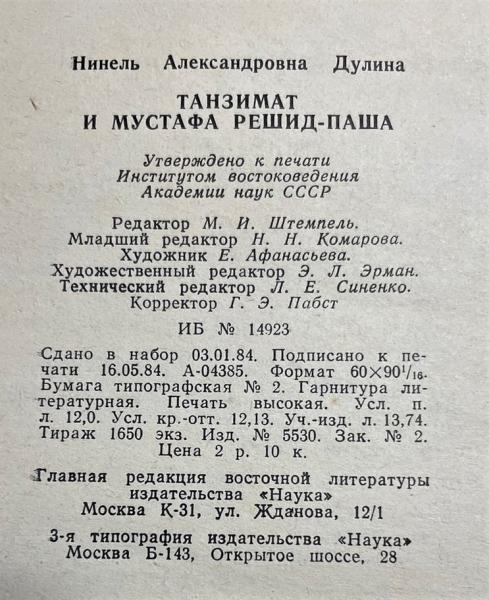 Нинель Александровна Дулина
ТАНЗИМАТ
И МУСТАФА РЕШИД-ПАША
Утверждено к печати
Институтом востоковедения
Академии наук СССР
Редактор М. И. Штемпель.
Младший редактор Н. Н. Комарова.
Художник Е. Афанасьева.
Художественный редактор Э. Л. Эрман.
Технический редактор Л. Е. Синенко.
Корректор Г. Э. Пабст
ИБ № 14923
Сдано в набор 03.01.84. Подписано к пе-
чати 16.05.84. А-04385. Формат 60×90¹/₁₆.
Бумага типографская № 2. Гарнитура ли-
тературная. Печать высокая. Усл. п.
л. 12,0. Усл. кр.-отт. 12,13. Уч.-изд. л. 13,74.
Тираж 1650 экз. Изд. № 5530. Зак. № 2.
Цена 2 р. 10 к.
Главная редакция восточной литературы
издательства «Наука»
Москва К-31, ул. Жданова, 12/1
3-я типография издательства «Наука»
Москва Б-143, Открытое шоссе, 28